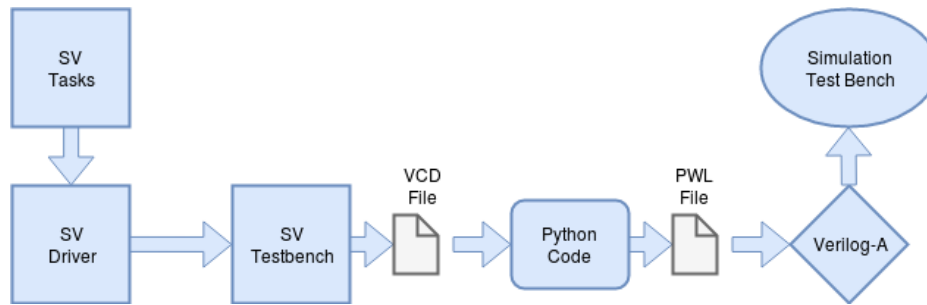 SV
Tasks
Simulation
Test Bench
VCD
File
PWL
File
SV
Driver
SV
Testbench
Python
Code
Verilog-A